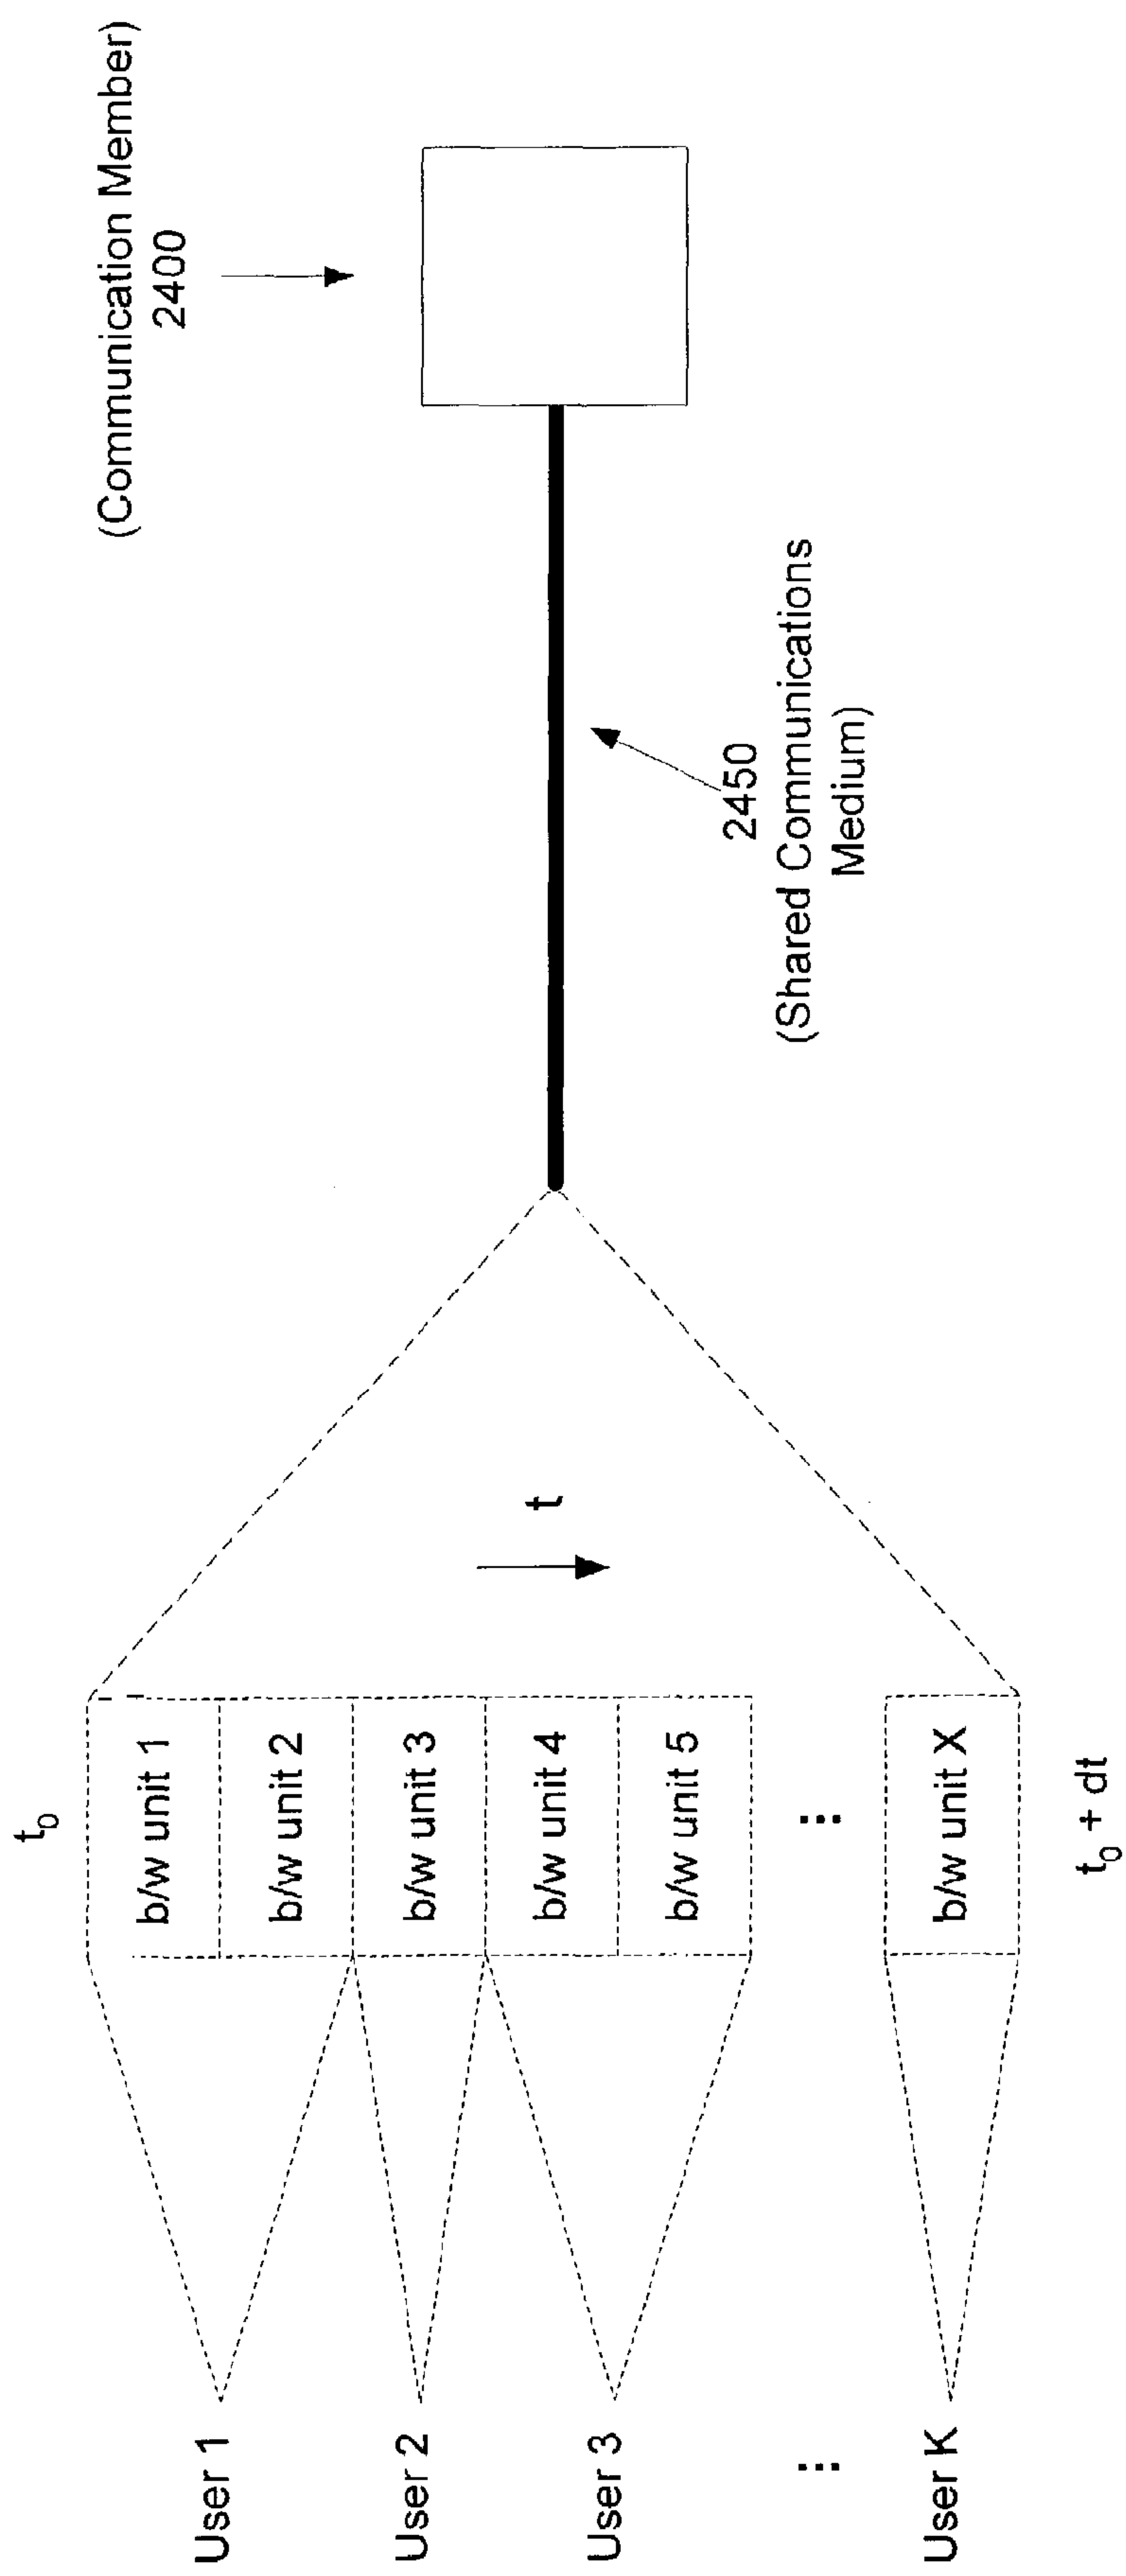 (Communication Member)
2400
2450
(Shared Communications
Medium)
t
t₀
b/w unit 1
b/w unit 2
b/w unit 3
b/w unit 4
b/w unit 5
⋮
b/w unit X
t₀ + dt
User 1
User 2
User 3
⋮
User K